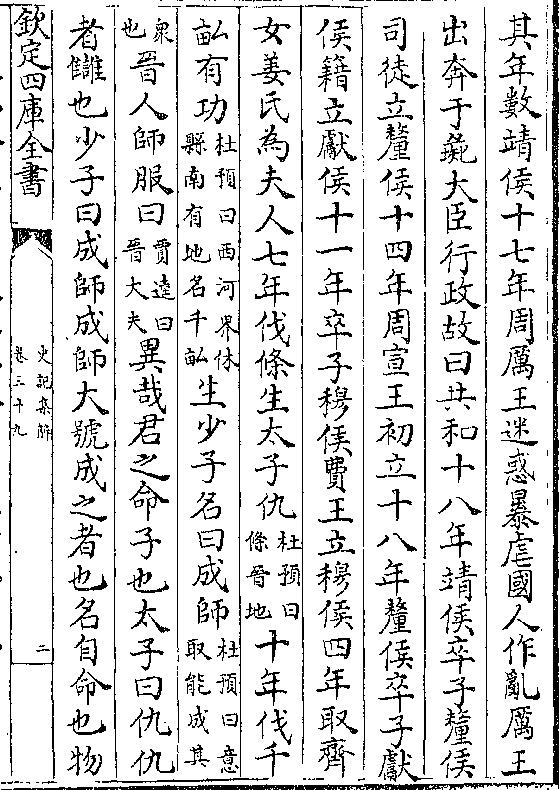 其年數靖侯十七年周厲王迷惑暴虐國人作亂厲王
出奔于彘大臣行政故曰共和十八年靖侯卒子釐侯
司徒立釐侯十四年周宣王初立十八年釐侯卒子獻
侯籍立獻侯十一年卒子穆侯費王立穆侯四年取齊
女姜氏為夫人七年伐條生太子仇杜預曰條晉地十年伐千
畝有功杜預曰西河界休縣南有地名千畝生少子名曰成師杜預曰意取能成其
衆也晉人師服曰賈逵曰晉大夫異哉君之命子也太子曰仇仇
者讎也少子曰成師成師大號成之者也名自命也物
欽定四庫全書
史記集解
卷三十九
二